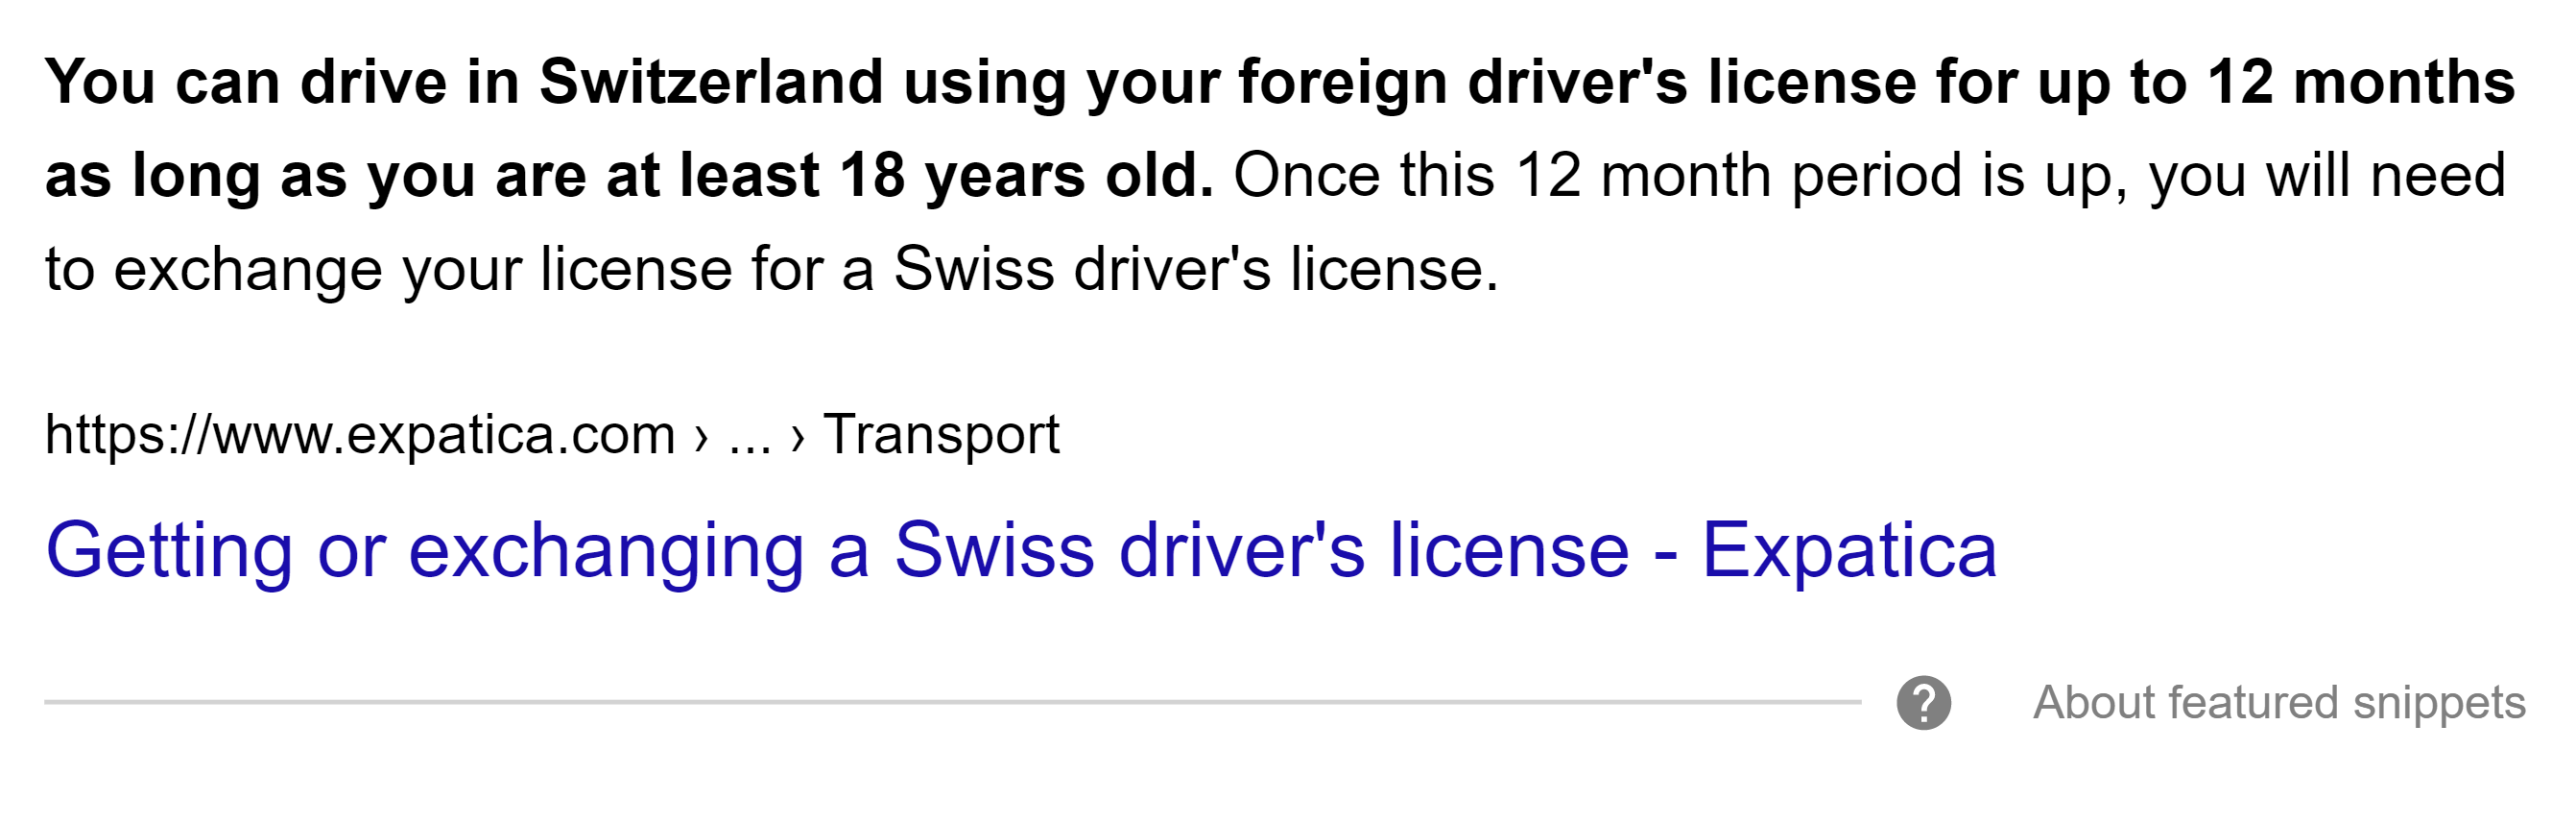 You can drive in Switzerland using your foreign driver's license for up to 12 months
as long as you are at least 18 years old. Once this 12 month period is up, you will need
to exchange your license for a Swiss driver's license.
https://www.expatica.com › ... › Transport
Getting or exchanging a Swiss driver's license - Expatica
? About featured snippets